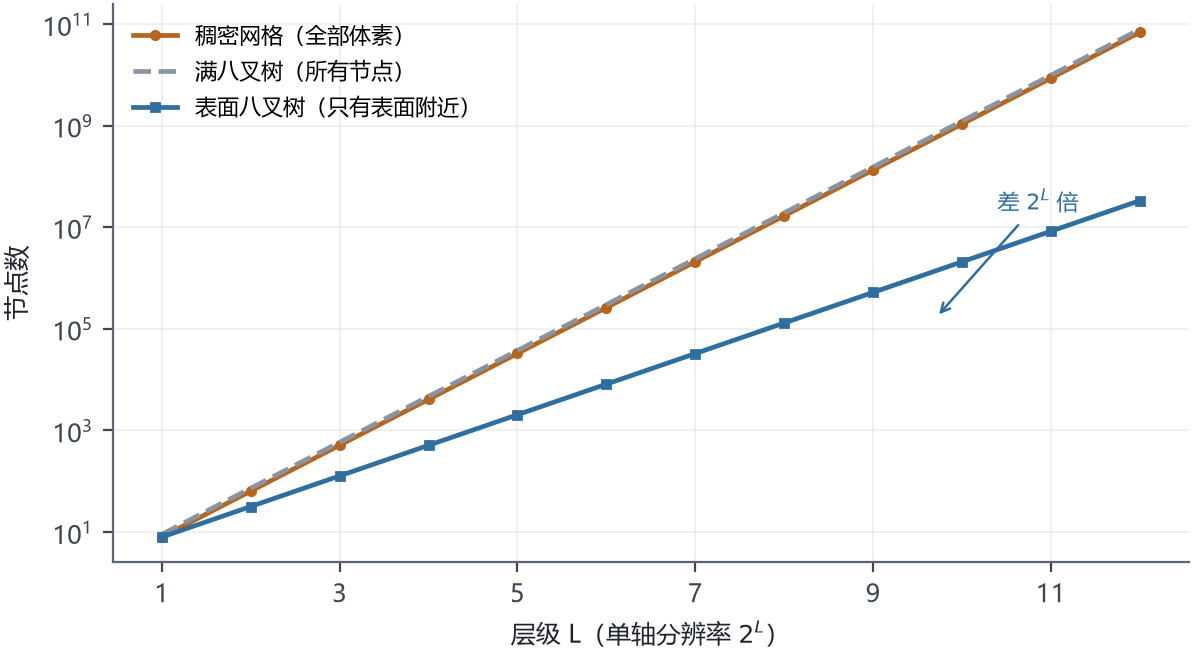 稠密网格（全部体素）
满八叉树（所有节点）
表面八叉树（只有表面附近）
差 2^L 倍
节点数
10^11
10^9
10^7
10^5
10^3
10^1
1 3 5 7 9 11
层级 L（单轴分辨率 2^L）